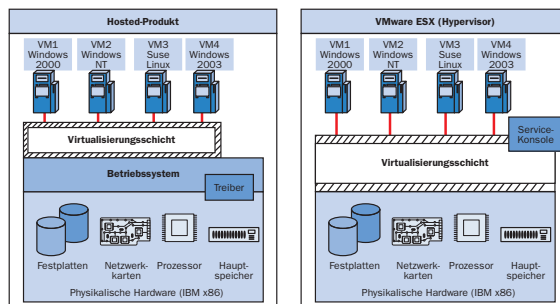 Hosted-Produkt
VM1
Windows
2000
VM2
Windows
NT
VM3
Suse
Linux
VM4
Windows
2003
Virtualisierungsschicht
Betriebssystem
Treiber
Festplatten
Netzwerk-
karten
Prozessor
Haupt-
speicher
Physikalische Hardware (IBM x86)
VMware ESX (Hypervisor)
VM1
Windows
2000
VM2
Windows
NT
VM3
Suse
Linux
VM4
Windows
2003
Service-
Konsole
Virtualisierungsschicht
Festplatten
Netzwerk-
karten
Prozessor
Haupt-
speicher
Physikalische Hardware (IBM x86)